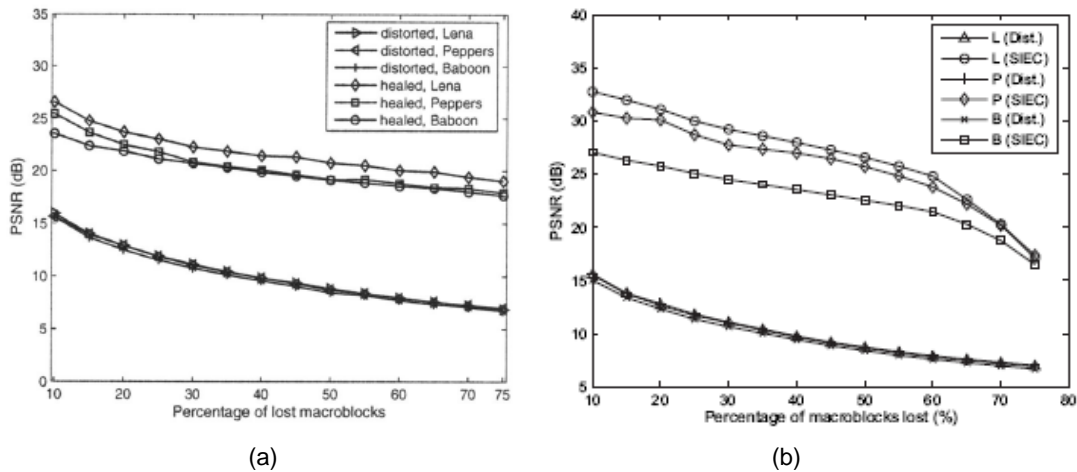 35
30
25
20
15
10
5
0
PSNR (dB)
distorted, Lena
distorted, Peppers
distorted, Baboon
healed, Lena
healed, Peppers
healed, Baboon
10 20 30 40 50 60 70 75
Percentage of lost macroblocks
(a)
40
35
30
25
20
15
10
5
PSNR (dB)
L (Dist.)
L (SIEC)
P (Dist.)
P (SIEC)
B (Dist.)
B (SIEC)
10 20 30 40 50 60 70 80
Percentage of macroblocks lost (%)
(b)